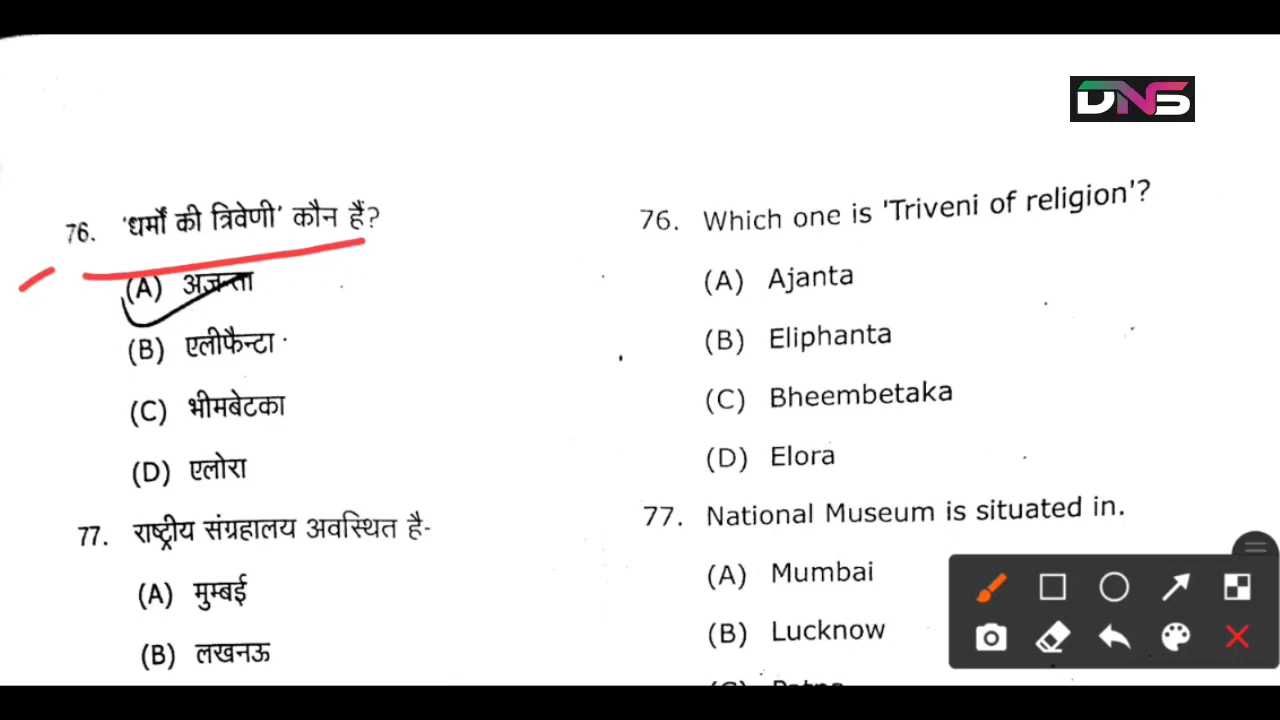 DNS
76. 'धर्मों की त्रिवेणी' कौन हैं?
(A) अजन्ता
(B) एलीफैन्टा
(C) भीमबेटका
(D) एलोरा
77. राष्ट्रीय संग्रहालय अवस्थित है-
(A) मुम्बई
(B) लखनऊ
76. Which one is 'Triveni of religion'?
(A) Ajanta
(B) Eliphanta
(C) Bheembetaka
(D) Elora
77. National Museum is situated in.
(A) Mumbai
(B) Lucknow